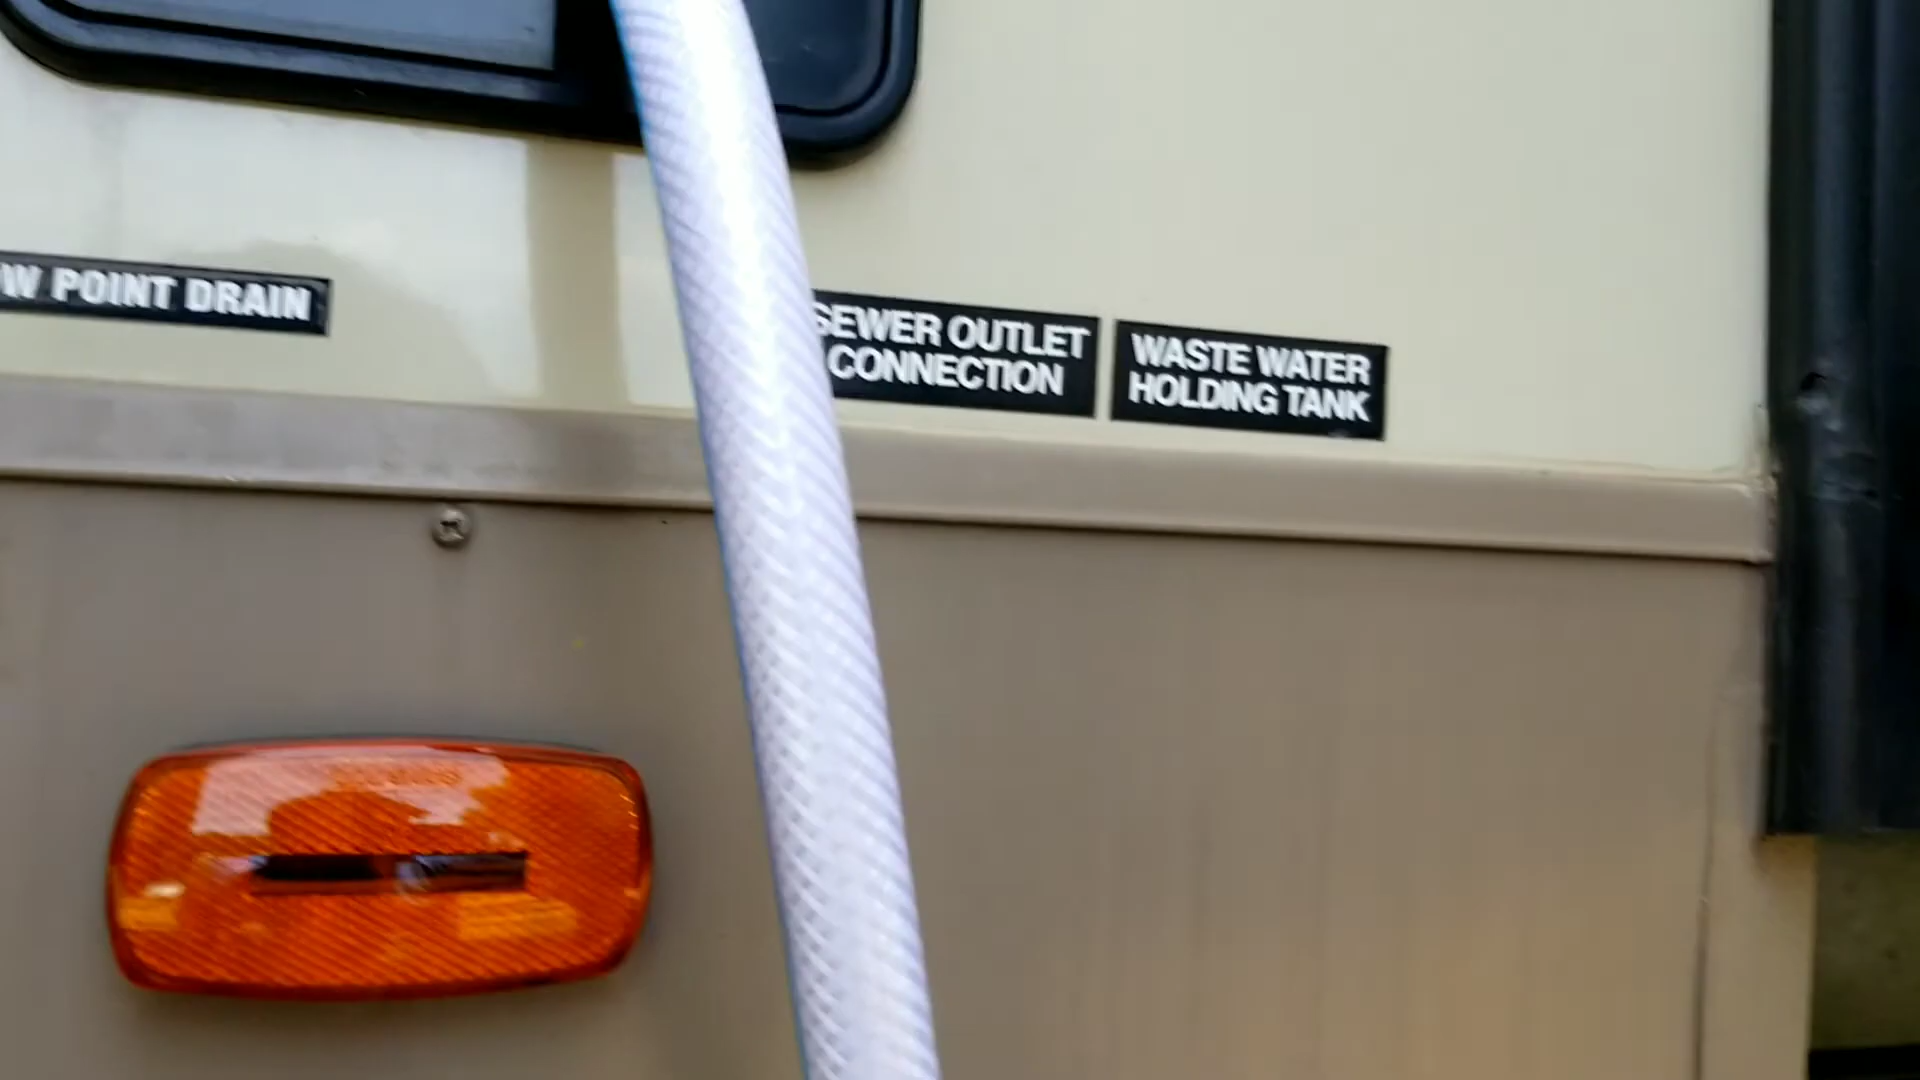 W POINT DRAIN
SEWER OUTLET
CONNECTION
WASTE WATER
HOLDING TANK